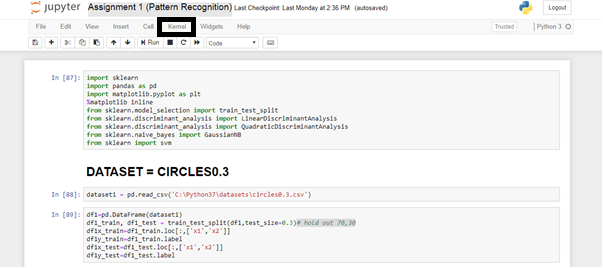 jupyter Assignment 1 (Pattern Recognition) Last Checkpoint: Last Monday at 2:36 PM (autosaved) Logout
File Edit View Insert Cell Kernel Widgets Help Trusted Python 3
Run Code
In [87]: import sklearn
import pandas as pd
import matplotlib.pyplot as plt
%matplotlib inline
from sklearn.model_selection import train_test_split
from sklearn.discriminant_analysis import LinearDiscriminantAnalysis
from sklearn.discriminant_analysis import QuadraticDiscriminantAnalysis
from sklearn.naive_bayes import GaussianNB
from sklearn import svm
DATASET = CIRCLES0.3
In [88]: dataset1 = pd.read_csv('C:\Python37\datasets\circles0.3.csv')
In [89]: df1=pd.DataFrame(dataset1)
df1_train, df1_test = train_test_split(df1,test_size=0.3)# hold out 70,30
df1x_train=df1_train.loc[:,['x1','x2']]
df1y_train=df1_train.label
df1x_test=df1_test.loc[:,['x1','x2']]
df1y_test=df1_test.label